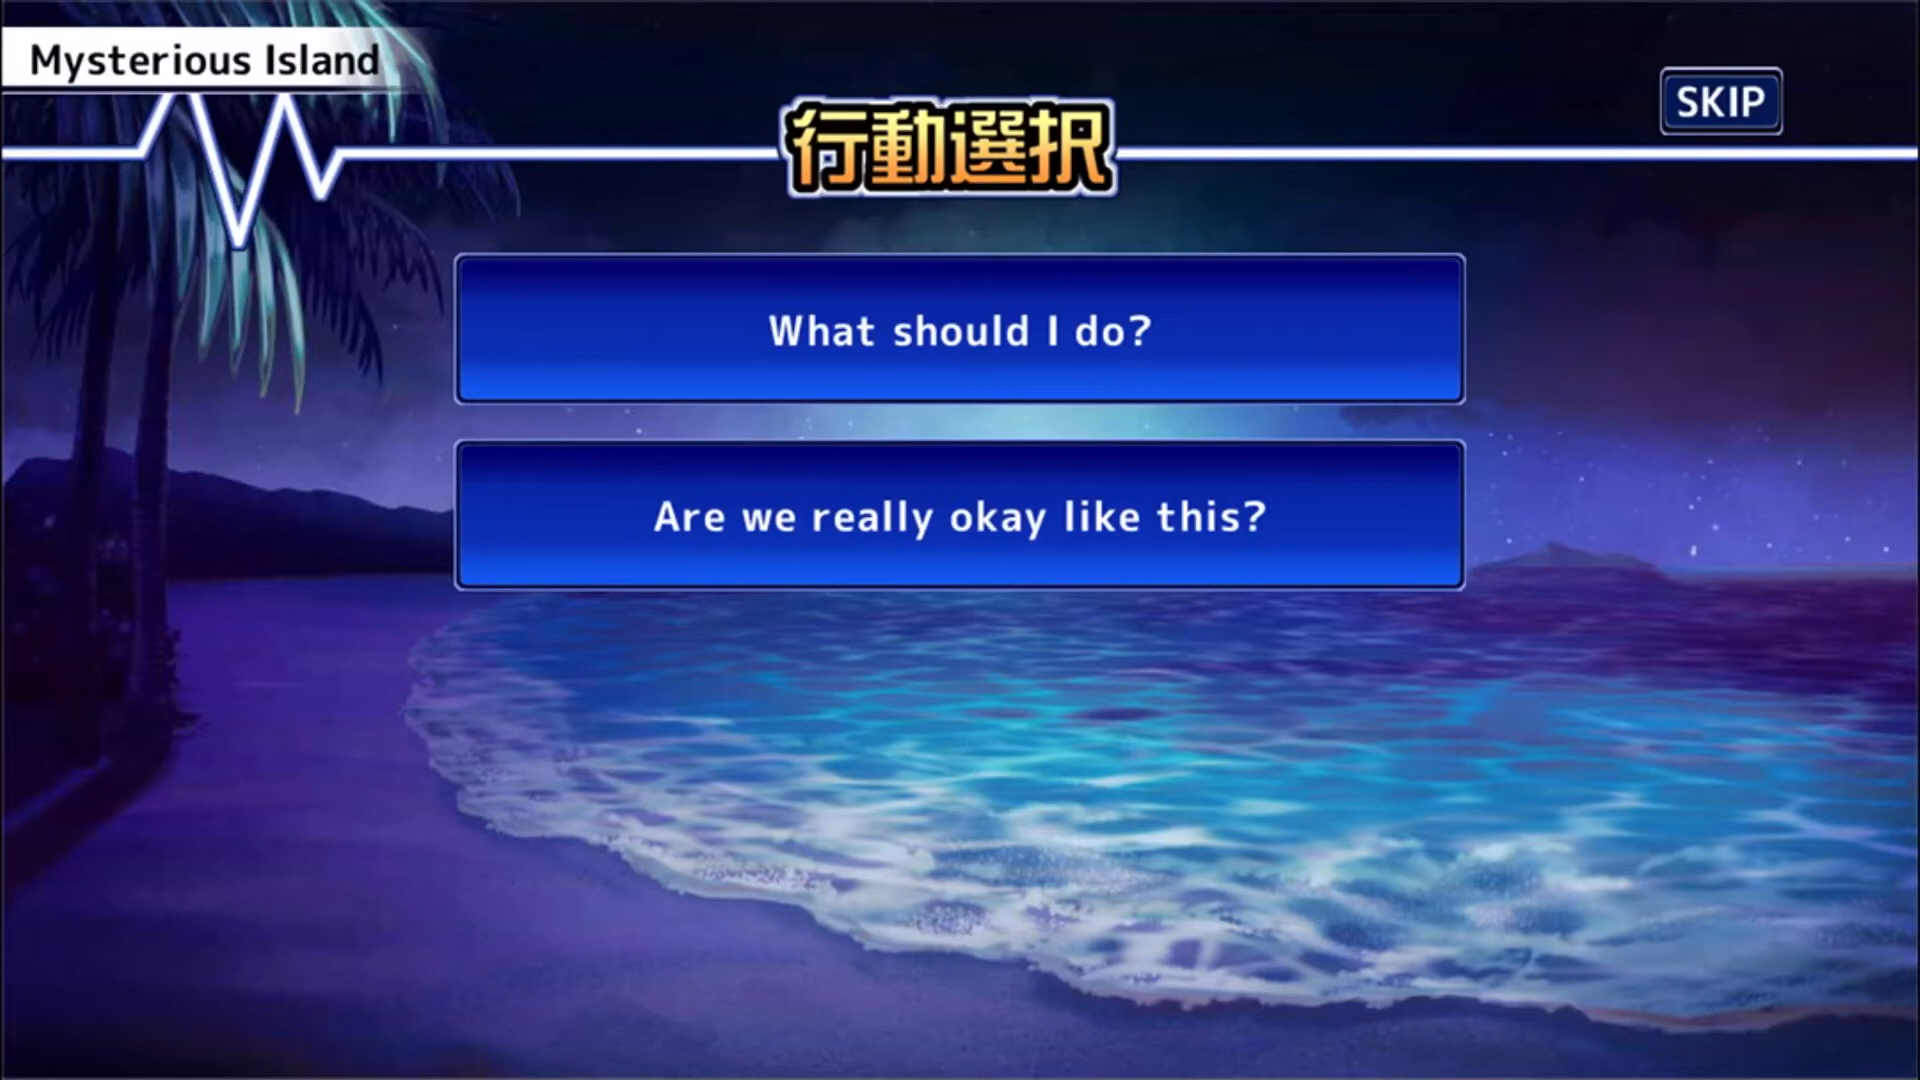 Mysterious Island
SKIP
行動選択
What should I do?
Are we really okay like this?